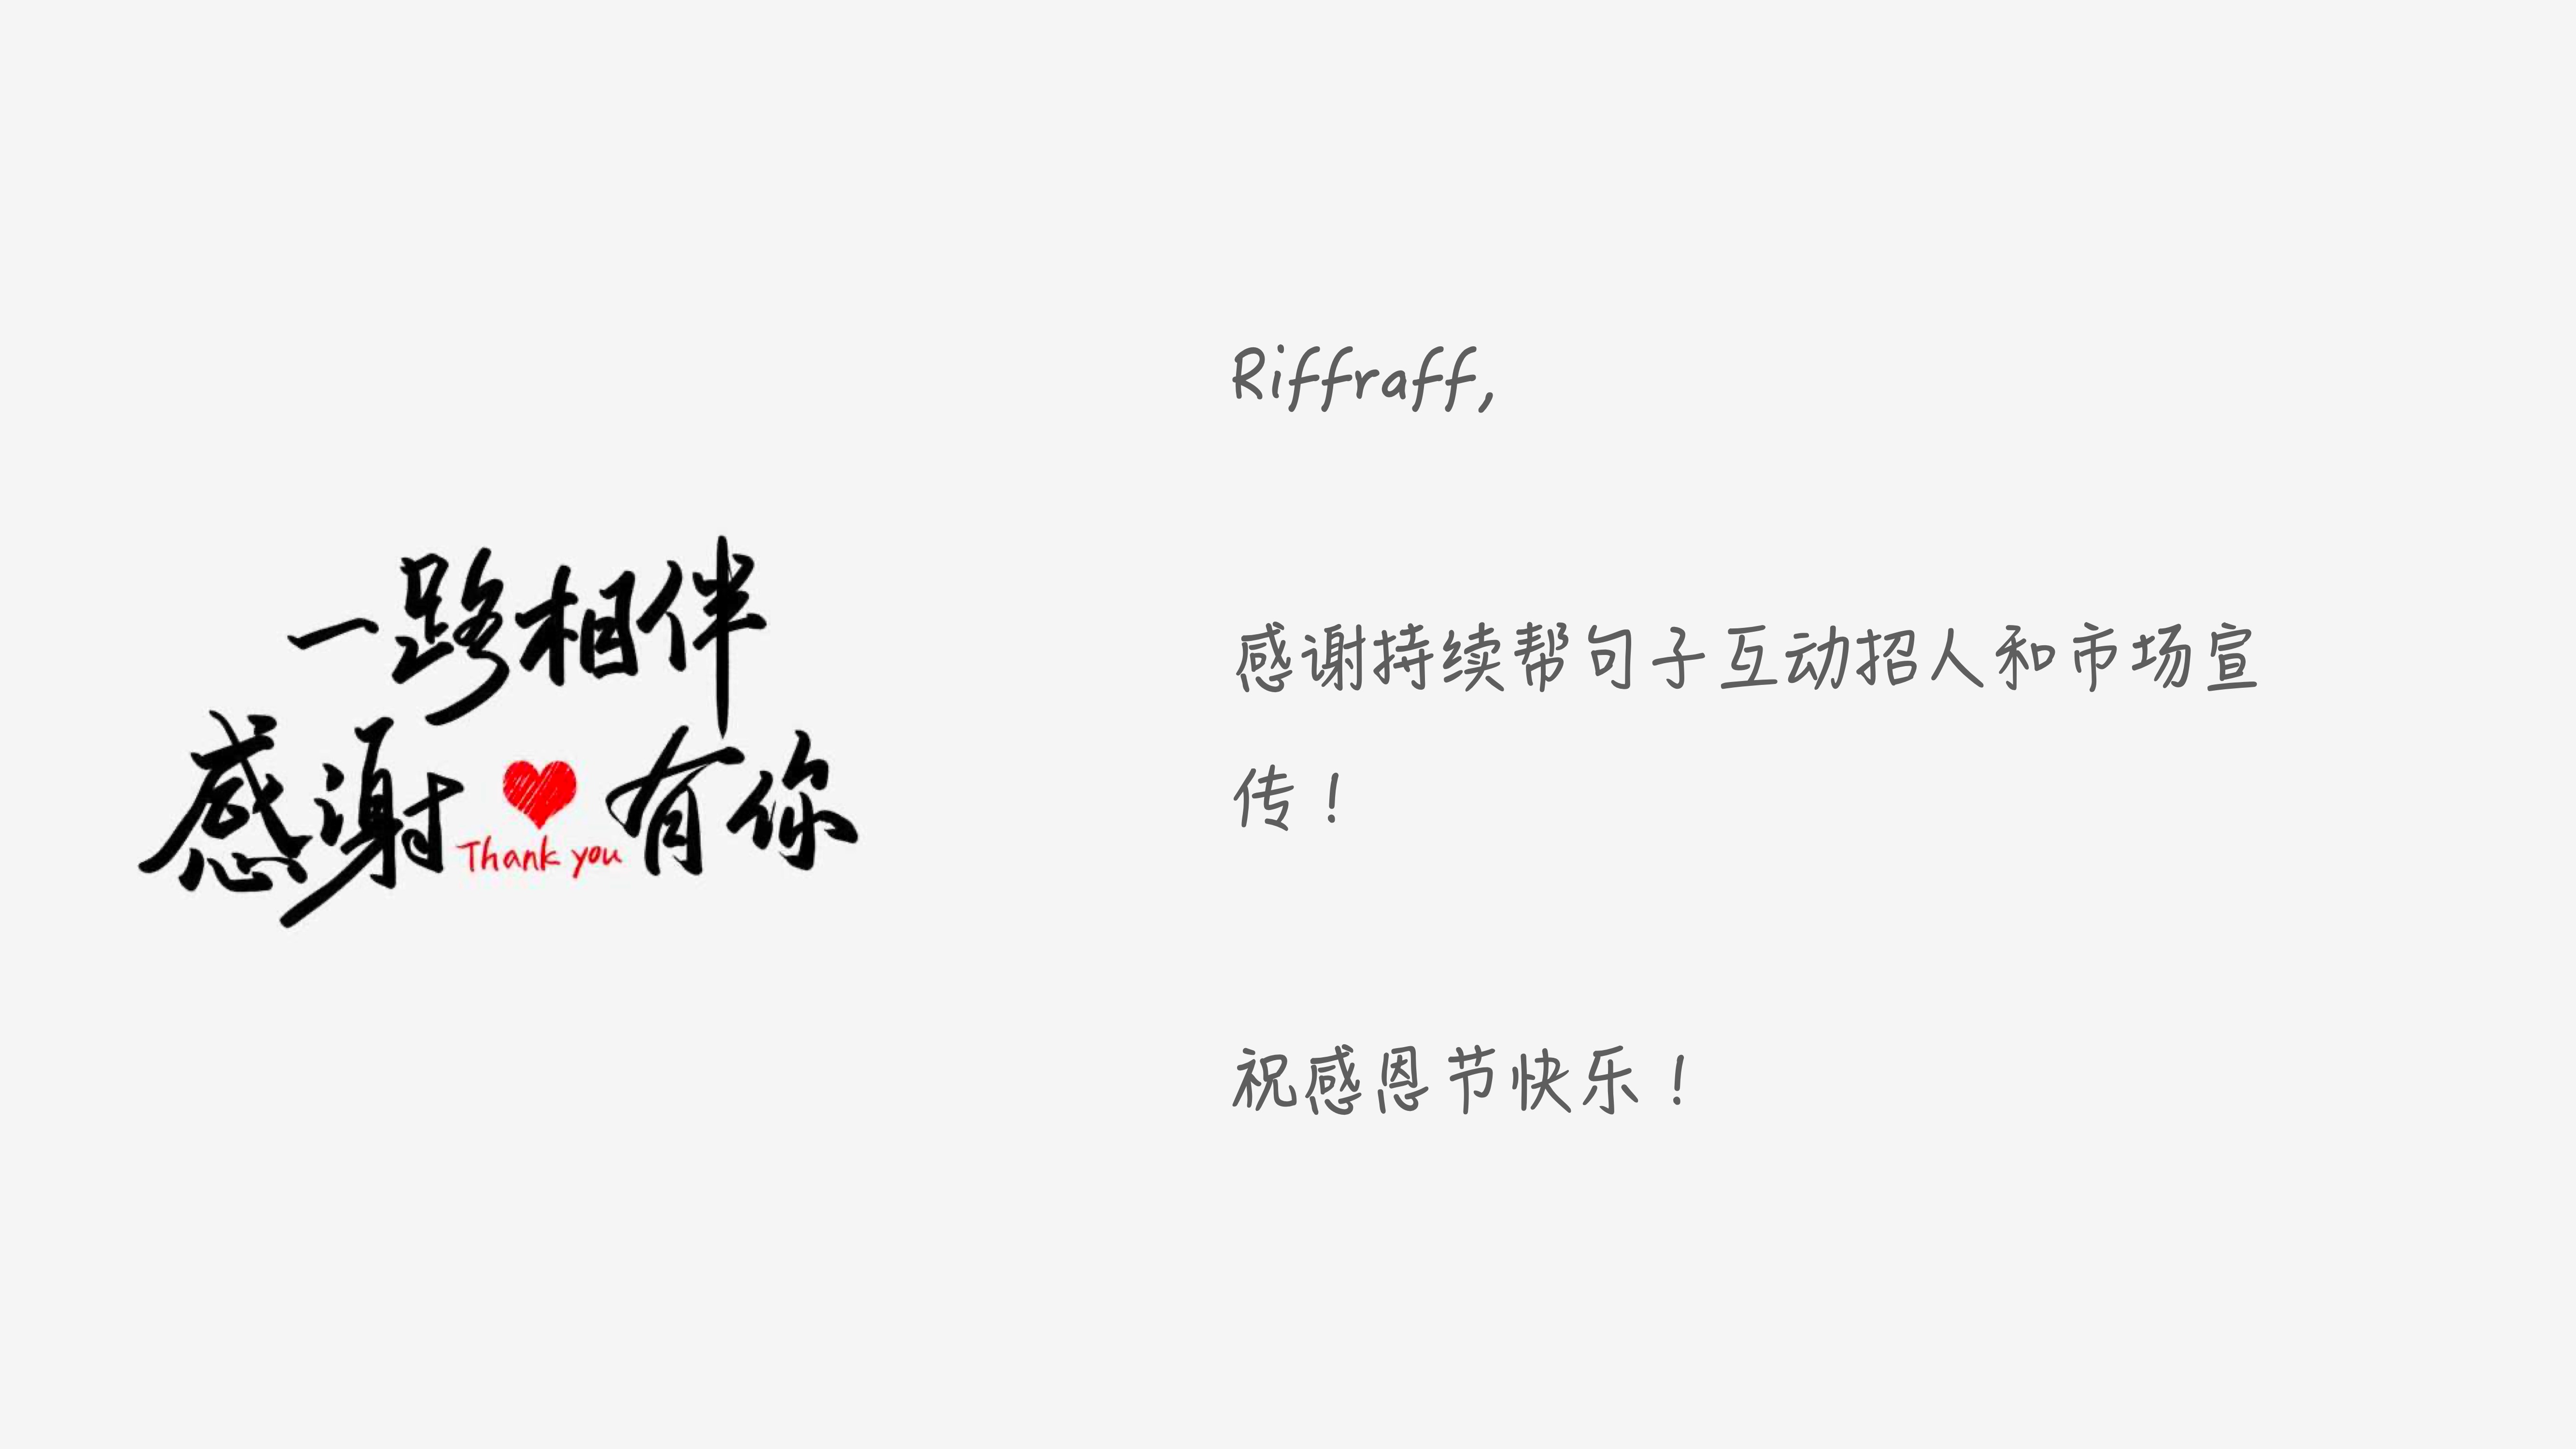 一路相伴
感谢有你
Thank you
Riffraff,
感谢持续帮句子互动招人和市场宣
传！
祝感恩节快乐！